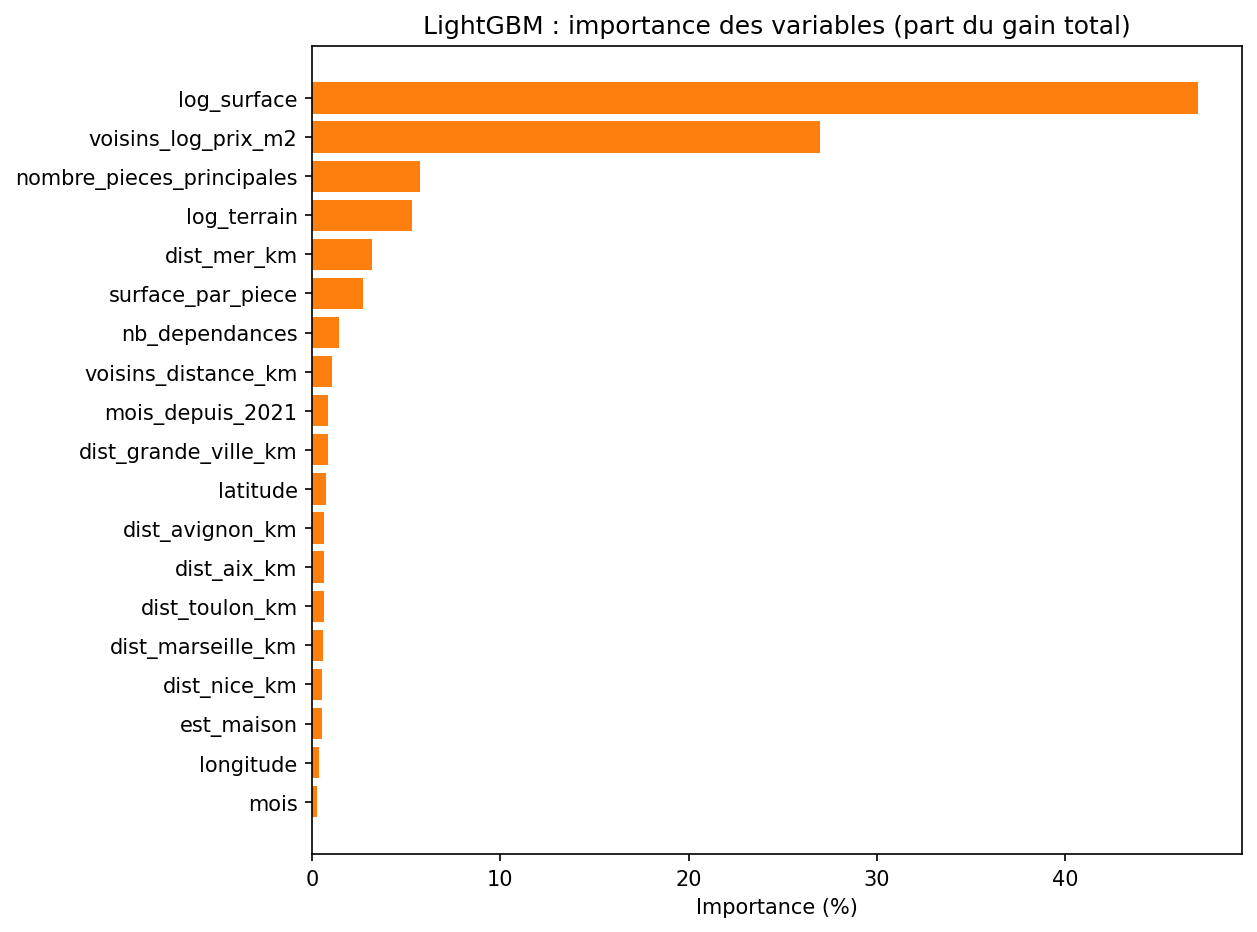 LightGBM : importance des variables (part du gain total)
log_surface
voisins_log_prix_m2
nombre_pieces_principales
log_terrain
dist_mer_km
surface_par_piece
nb_dependances
voisins_distance_km
mois_depuis_2021
dist_grande_ville_km
latitude
dist_avignon_km
dist_aix_km
dist_toulon_km
dist_marseille_km
dist_nice_km
est_maison
longitude
mois
0 10 20 30 40
Importance (%)